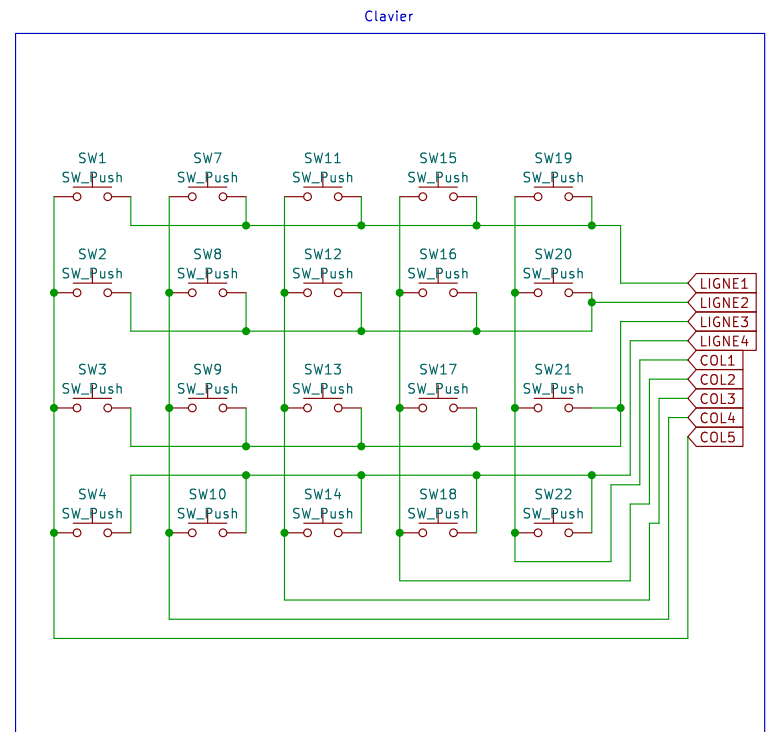 Clavier
SW1 SW7 SW11 SW15 SW19
SW_Push SW_Push SW_Push SW_Push SW_Push
SW2 SW8 SW12 SW16 SW20
SW_Push SW_Push SW_Push SW_Push SW_Push
LIGNE1
LIGNE2
LIGNE3
LIGNE4
COL1
SW3 SW9 SW13 SW17 SW21
SW_Push SW_Push SW_Push SW_Push SW_Push
COL2
COL3
COL4
COL5
SW4 SW10 SW14 SW18 SW22
SW_Push SW_Push SW_Push SW_Push SW_Push